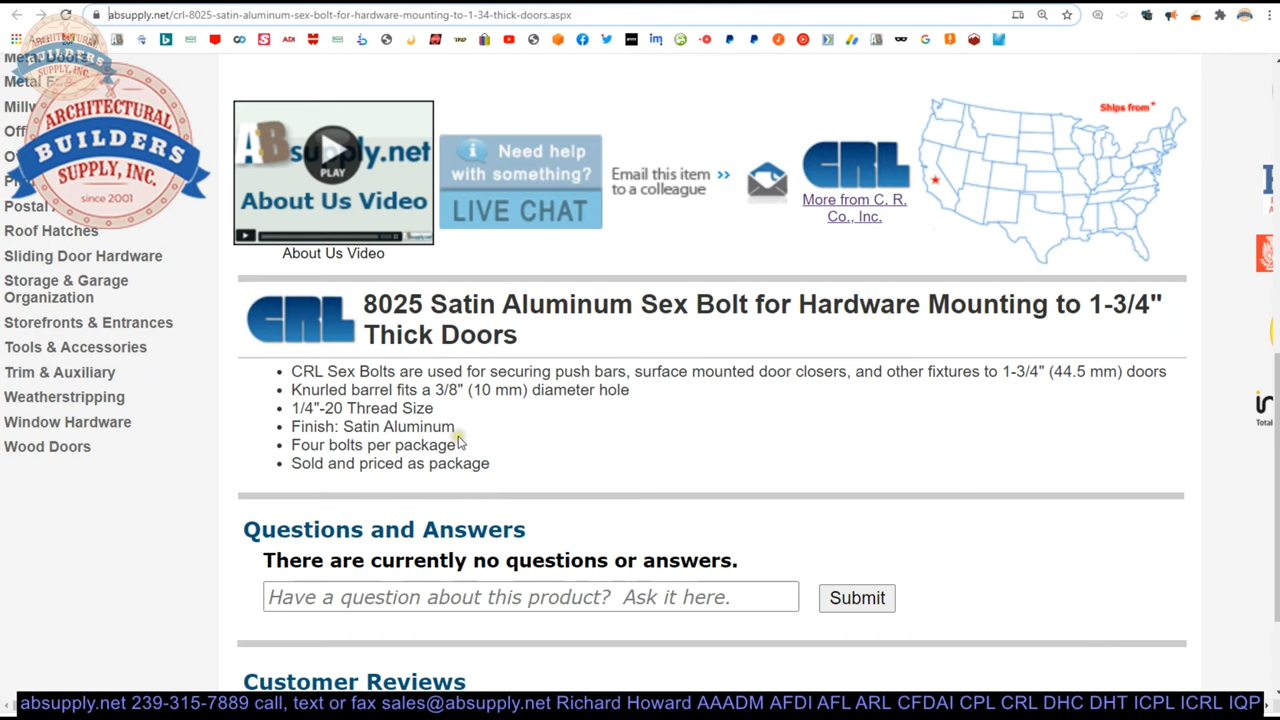 absupply.net/crl-8025-satin-aluminum-sex-bolt-for-hardware-mounting-to-1-34-thick-doors.aspx
Metal Doors
ARCHITECTURAL
BUILDERS
SUPPLY, INC.
since 2001
Roof Hatches
Sliding Door Hardware
Storage & Garage
Organization
Storefronts & Entrances
Tools & Accessories
Trim & Auxiliary
Weatherstripping
Window Hardware
Wood Doors
ABsupply.net
PLAY
About Us Video
About Us Video
Need help
with something?
LIVE CHAT
Email this item >>
to a colleague
CRL
More from C. R.
Co., Inc.
Ships from*
CRL
8025 Satin Aluminum Sex Bolt for Hardware Mounting to 1-3/4"
Thick Doors
• CRL Sex Bolts are used for securing push bars, surface mounted door closers, and other fixtures to 1-3/4" (44.5 mm) doors
• Knurled barrel fits a 3/8" (10 mm) diameter hole
• 1/4"-20 Thread Size
• Finish: Satin Aluminum
• Four bolts per package
• Sold and priced as package
Questions and Answers
There are currently no questions or answers.
Have a question about this product? Ask it here.
Submit
Customer Reviews
absupply.net 239-315-7889 call, text or fax sales@absupply.net Richard Howard AAADM AFDI AFL ARL CFDAI CPL CRL DHC DHT ICPL ICRL IQP